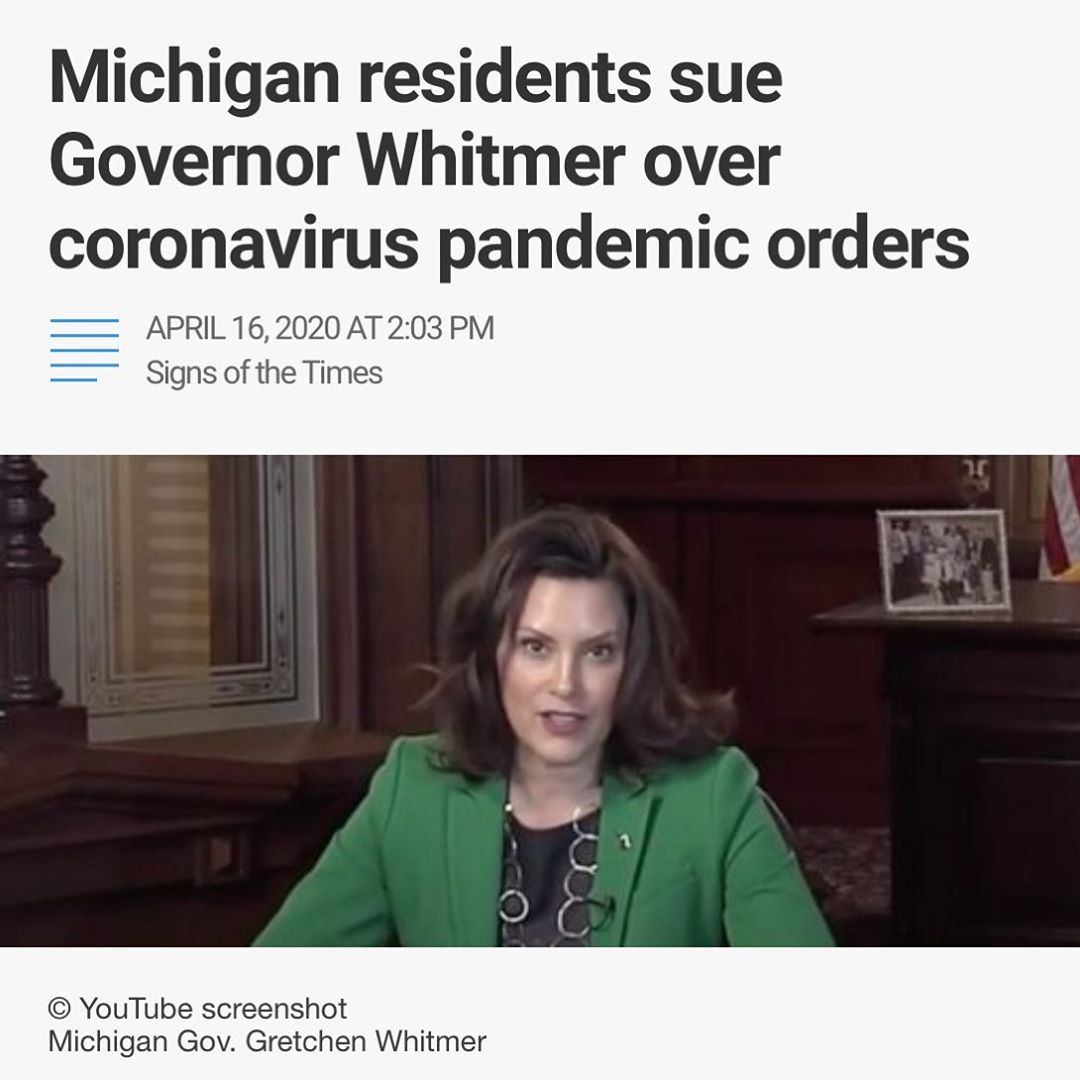 Michigan residents sue
Governor Whitmer over
coronavirus pandemic orders
APRIL 16, 2020 AT 2:03 PM
Signs of the Times
© YouTube screenshot
Michigan Gov. Gretchen Whitmer